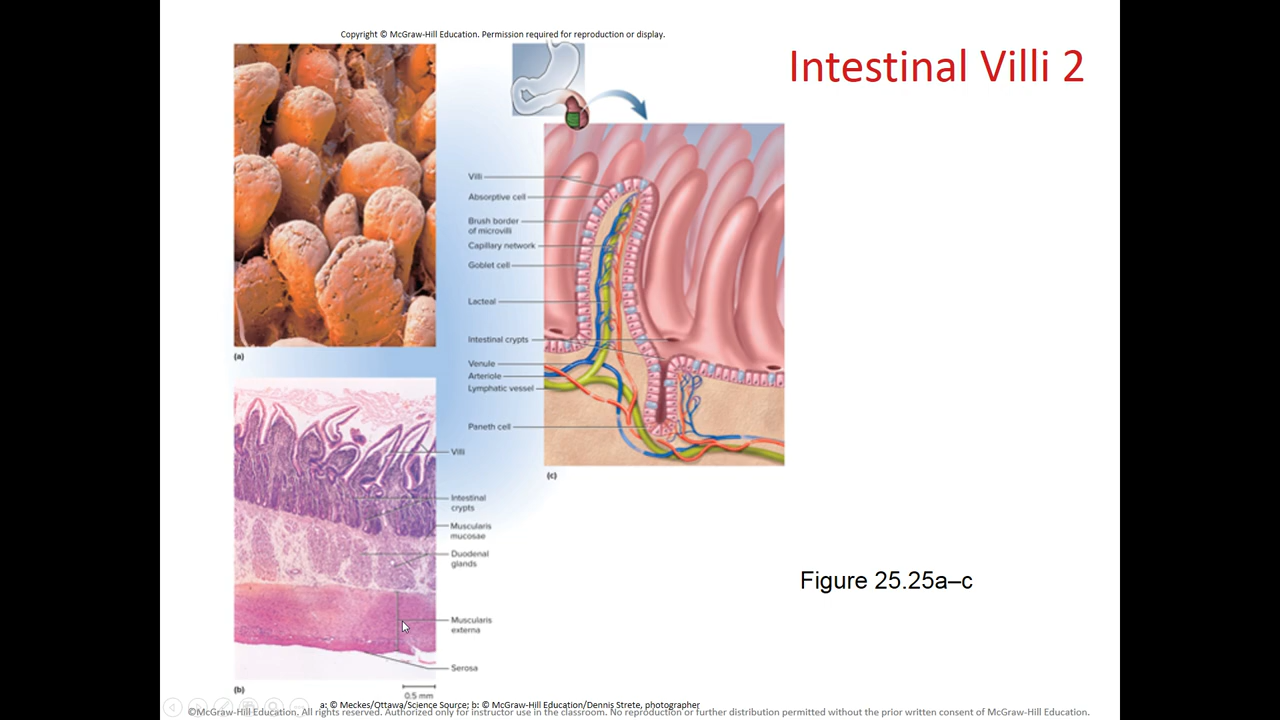 Copyright © McGraw-Hill Education. Permission required for reproduction or display.
Intestinal Villi 2
Villi
Absorptive cell
Brush border
of microvilli
Capillary network
Goblet cell
Lacteal
Intestinal crypts
Venule
Arteriole
Lymphatic vessel
Paneth cell
(a)
(c)
Villi
Intestinal
crypts
Muscularis
mucosae
Duodenal
glands
Muscularis
externa
Serosa
(b)
0.5 mm
Figure 25.25a–c
a: © Meckes/Ottawa/Science Source; b: © McGraw-Hill Education/Dennis Strete, photographer
©McGraw-Hill Education. All rights reserved. Authorized only for instructor use in the classroom. No reproduction or further distribution permitted without the prior written consent of McGraw-Hill Education.